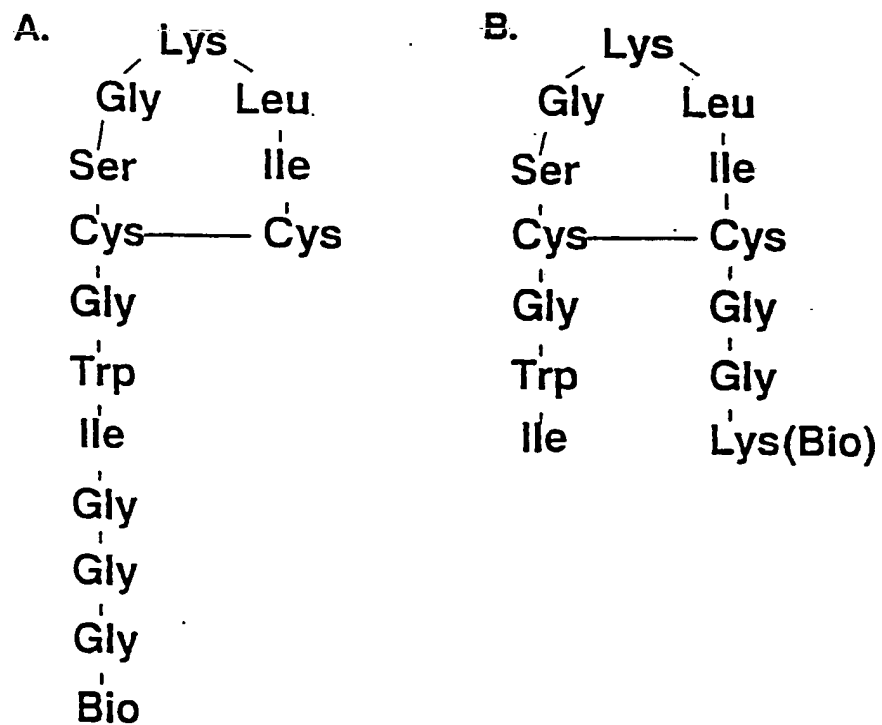 A.
Lys
Gly Leu
Ser Ile
Cys Cys
Gly
Trp
Ile
Gly
Gly
Gly
Bio
B.
Lys
Gly Leu
Ser Ile
Cys Cys
Gly Gly
Trp Gly
Ile Lys(Bio)